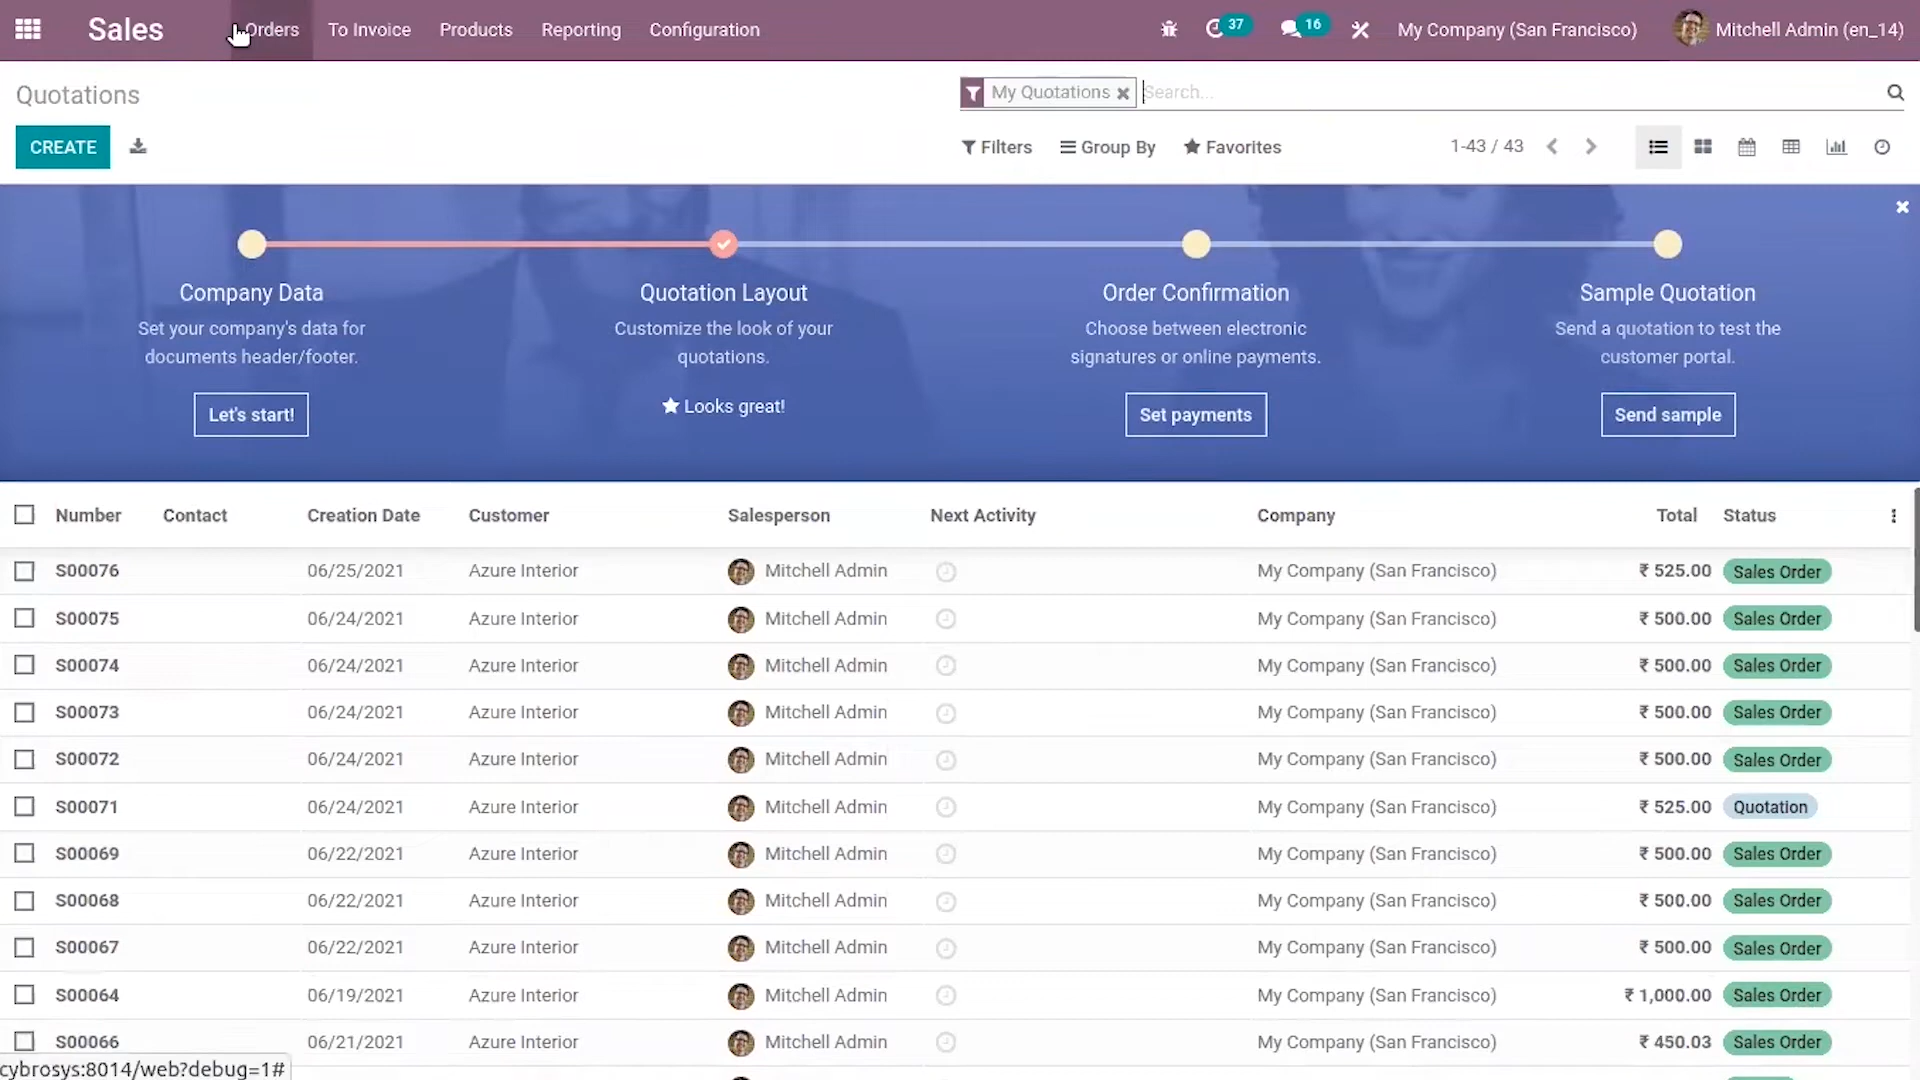 Sales Orders To Invoice Products Reporting Configuration 37 16 My Company (San Francisco) Mitchell Admin (en_14)
Quotations
My Quotations Search...
CREATE Filters Group By Favorites 1-43 / 43
Company Data Quotation Layout Order Confirmation Sample Quotation
Set your company's data for Customize the look of your Choose between electronic Send a quotation to test the
documents header/footer. quotations. signatures or online payments. customer portal.
Let's start! Looks great! Set payments Send sample
Number Contact Creation Date Customer Salesperson Next Activity Company Total Status
S00076 06/25/2021 Azure Interior Mitchell Admin My Company (San Francisco) ₹ 525.00 Sales Order
S00075 06/24/2021 Azure Interior Mitchell Admin My Company (San Francisco) ₹ 500.00 Sales Order
S00074 06/24/2021 Azure Interior Mitchell Admin My Company (San Francisco) ₹ 500.00 Sales Order
S00073 06/24/2021 Azure Interior Mitchell Admin My Company (San Francisco) ₹ 500.00 Sales Order
S00072 06/24/2021 Azure Interior Mitchell Admin My Company (San Francisco) ₹ 500.00 Sales Order
S00071 06/24/2021 Azure Interior Mitchell Admin My Company (San Francisco) ₹ 525.00 Quotation
S00069 06/22/2021 Azure Interior Mitchell Admin My Company (San Francisco) ₹ 500.00 Sales Order
S00068 06/22/2021 Azure Interior Mitchell Admin My Company (San Francisco) ₹ 500.00 Sales Order
S00067 06/22/2021 Azure Interior Mitchell Admin My Company (San Francisco) ₹ 500.00 Sales Order
S00064 06/19/2021 Azure Interior Mitchell Admin My Company (San Francisco) ₹ 1,000.00 Sales Order
S00066 06/21/2021 Azure Interior Mitchell Admin My Company (San Francisco) ₹ 450.03 Sales Order
cybrosys:8014/web?debug=1#